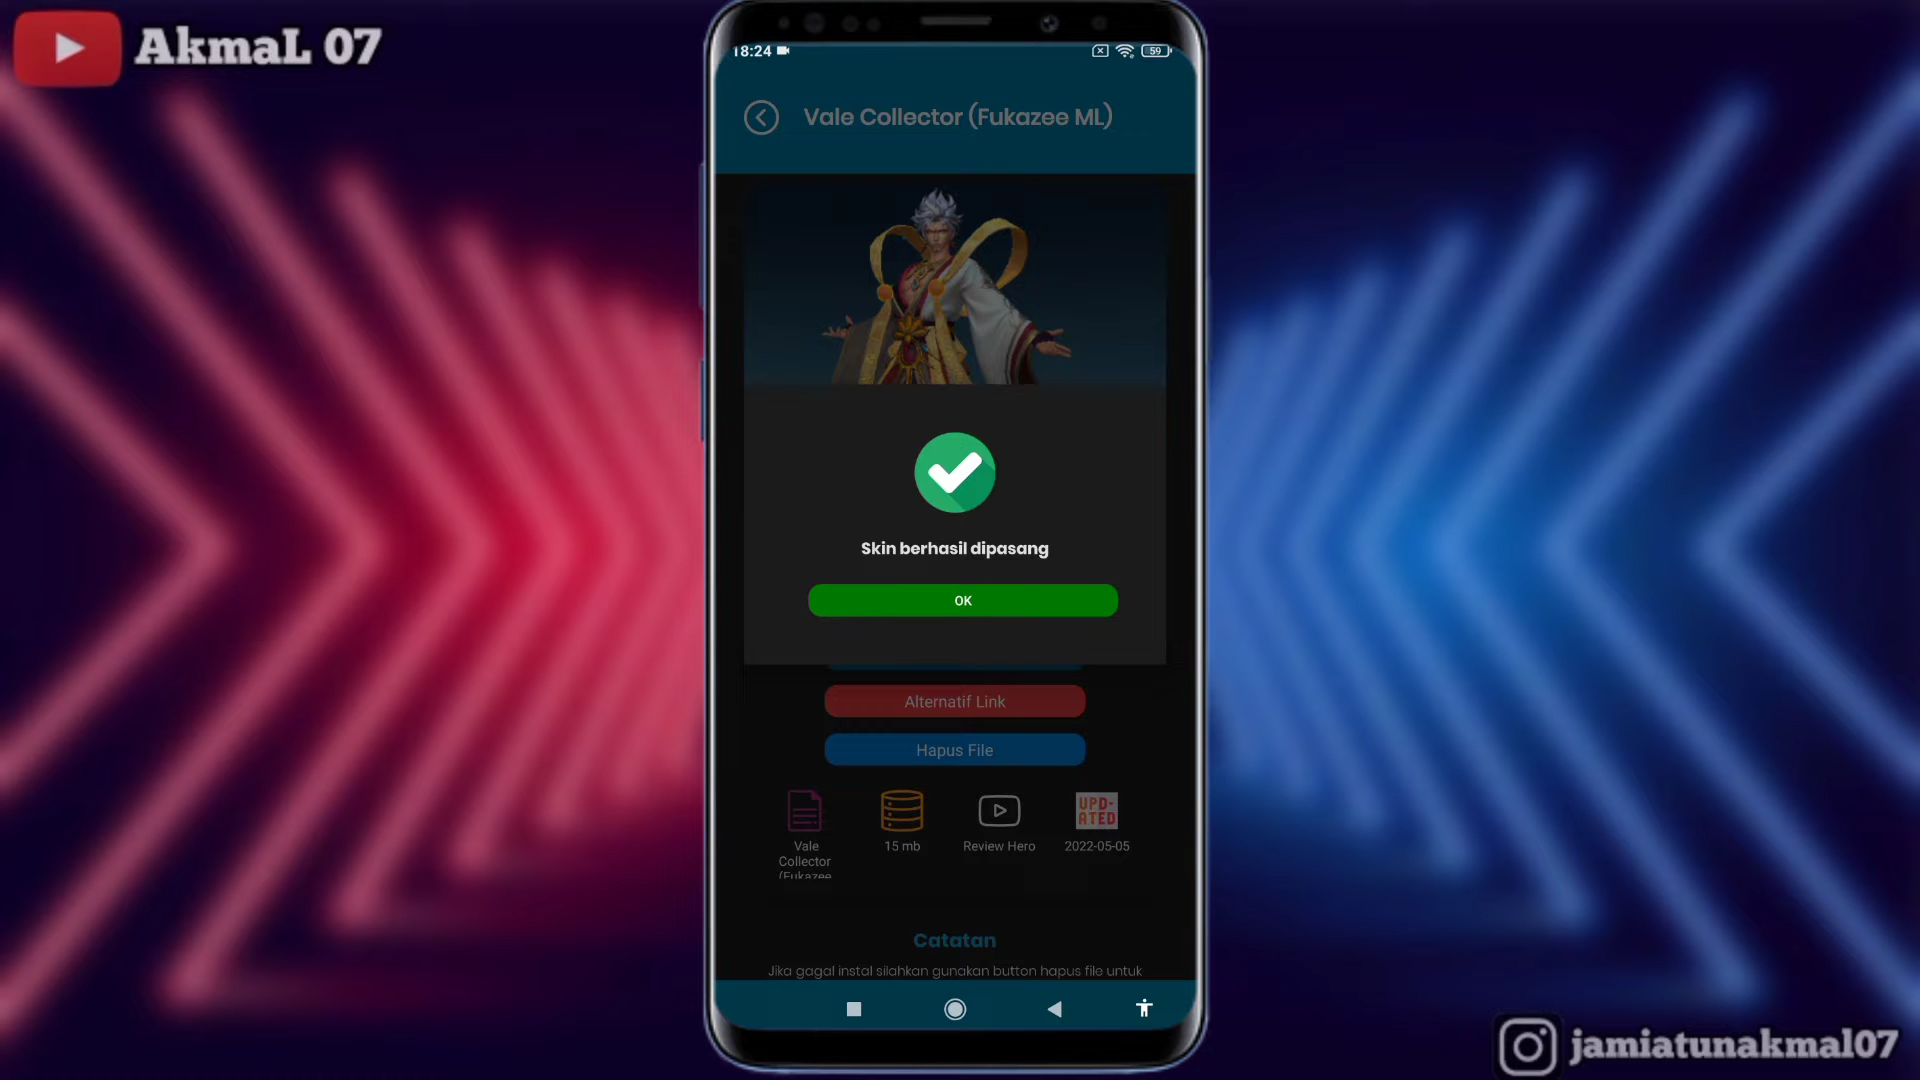 AkmaL 07
18:24
59
Vale Collector (Fukazee ML)
Skin berhasil dipasang
OK
Alternatif Link
Hapus File
Vale
Collector
(Fukazee
15 mb
Review Hero
UPD-
ATED
2022-05-05
Catatan
Jika gagal instal silahkan gunakan button hapus file untuk
jamiatunakmal07